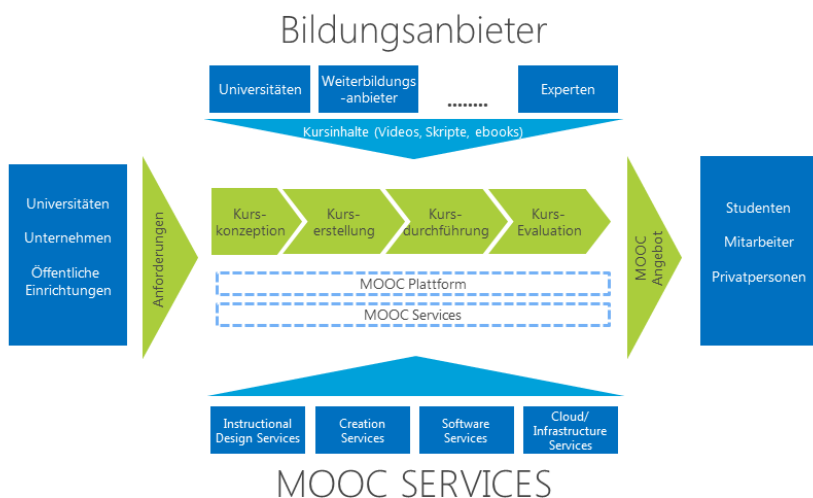 Bildungsanbieter
Universitäten
Weiterbildungs
-anbieter
........
Experten
Kursinhalte (Videos, Skripte, ebooks)
Universitäten
Unternehmen
Öffentliche
Einrichtungen
Anforderungen
Kurs-
konzeption
Kurs-
erstellung
Kurs-
durchführung
Kurs-
Evaluation
MOOC Plattform
MOOC Services
MOOC
Angebot
Studenten
Mitarbeiter
Privatpersonen
Instructional
Design Services
Creation
Services
Software
Services
Cloud/
Infrastructure
Services
MOOC SERVICES